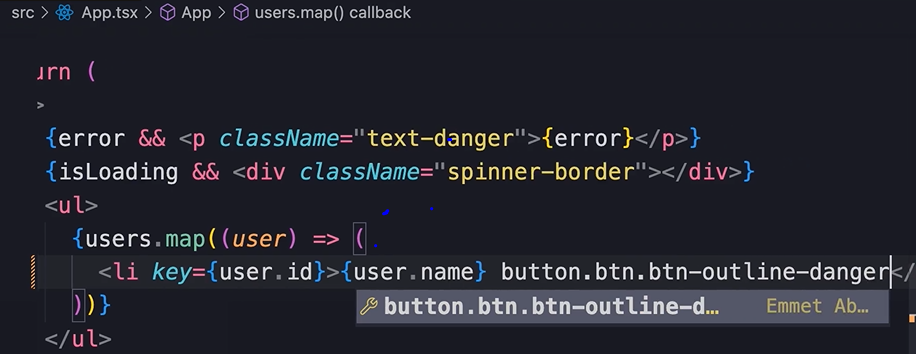 src > App.tsx > App > users.map() callback
urn (
>
{error && <p className="text-danger">{error}</p>}
{isLoading && <div className="spinner-border"></div>}
<ul>
{users.map((user) => (
<li key={user.id}>{user.name} button.btn.btn-outline-danger</
))}
button.btn.btn-outline-d… Emmet Ab…
</ul>